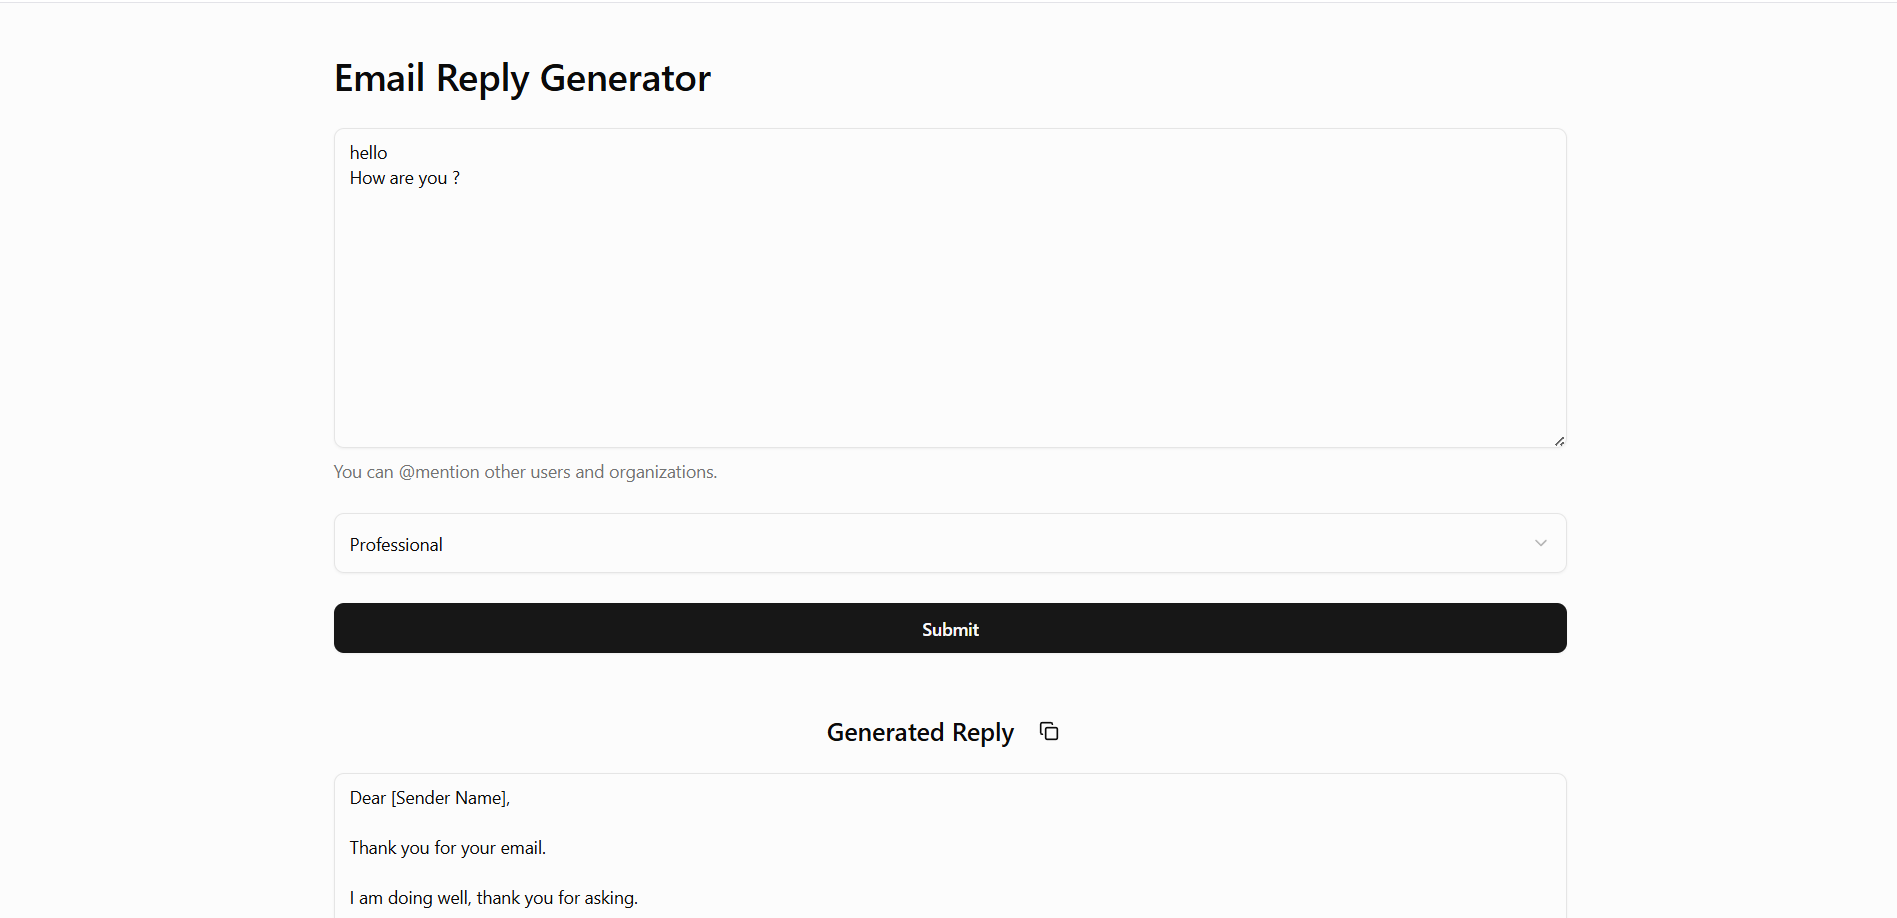 Email Reply Generator
hello
How are you ?
You can @mention other users and organizations.
Professional
Submit
Generated Reply
Dear [Sender Name],
Thank you for your email.
I am doing well, thank you for asking.